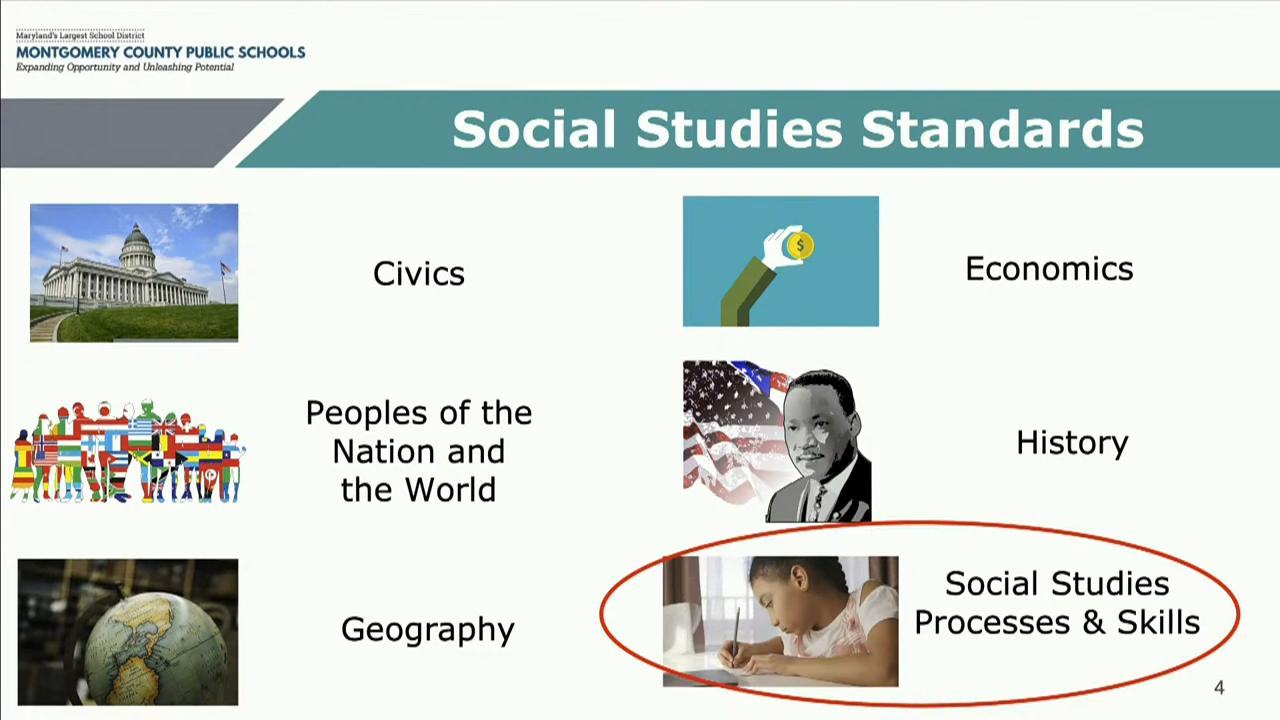 Maryland's Largest School District
MONTGOMERY COUNTY PUBLIC SCHOOLS
Expanding Opportunity and Unleashing Potential
Social Studies Standards
Civics
$
Economics
Peoples of the
Nation and
the World
History
Geography
Social Studies
Processes & Skills
4